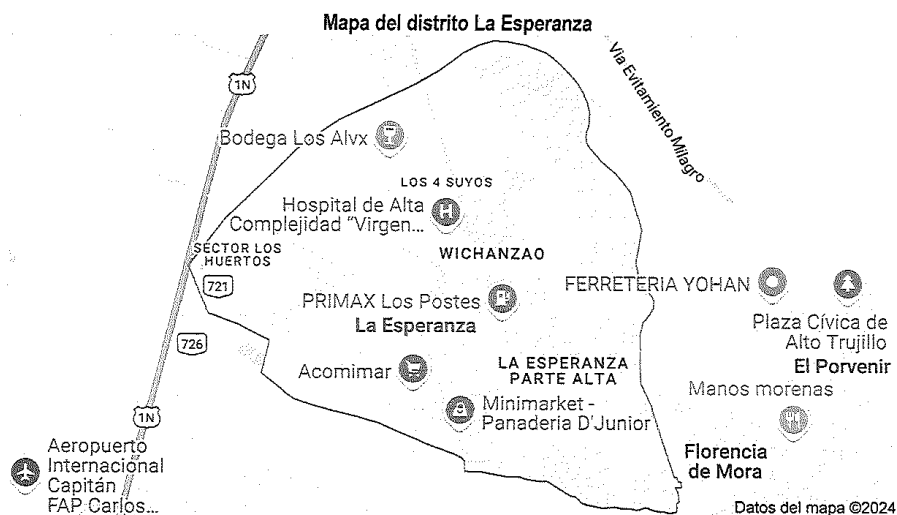 Mapa del distrito La Esperanza
1N
Via Evitamiento Milagro
Bodega Los Alvx
LOS 4 SUYOS
Hospital de Alta
Complejidad "Virgen...
H
SECTOR LOS
HUERTOS
WICHANZAO
721
PRIMAX Los Postes
FERRETERIA YOHAN
La Esperanza
726
Plaza Cívica de
Alto Trujillo
El Porvenir
Acomimar
LA ESPERANZA
PARTE ALTA
Manos morenas
Minimarket -
Panaderia D'Junior
1N
Aeropuerto
Internacional
Capitán
FAP Carlos...
Florencia
de Mora
Datos del mapa ©2024